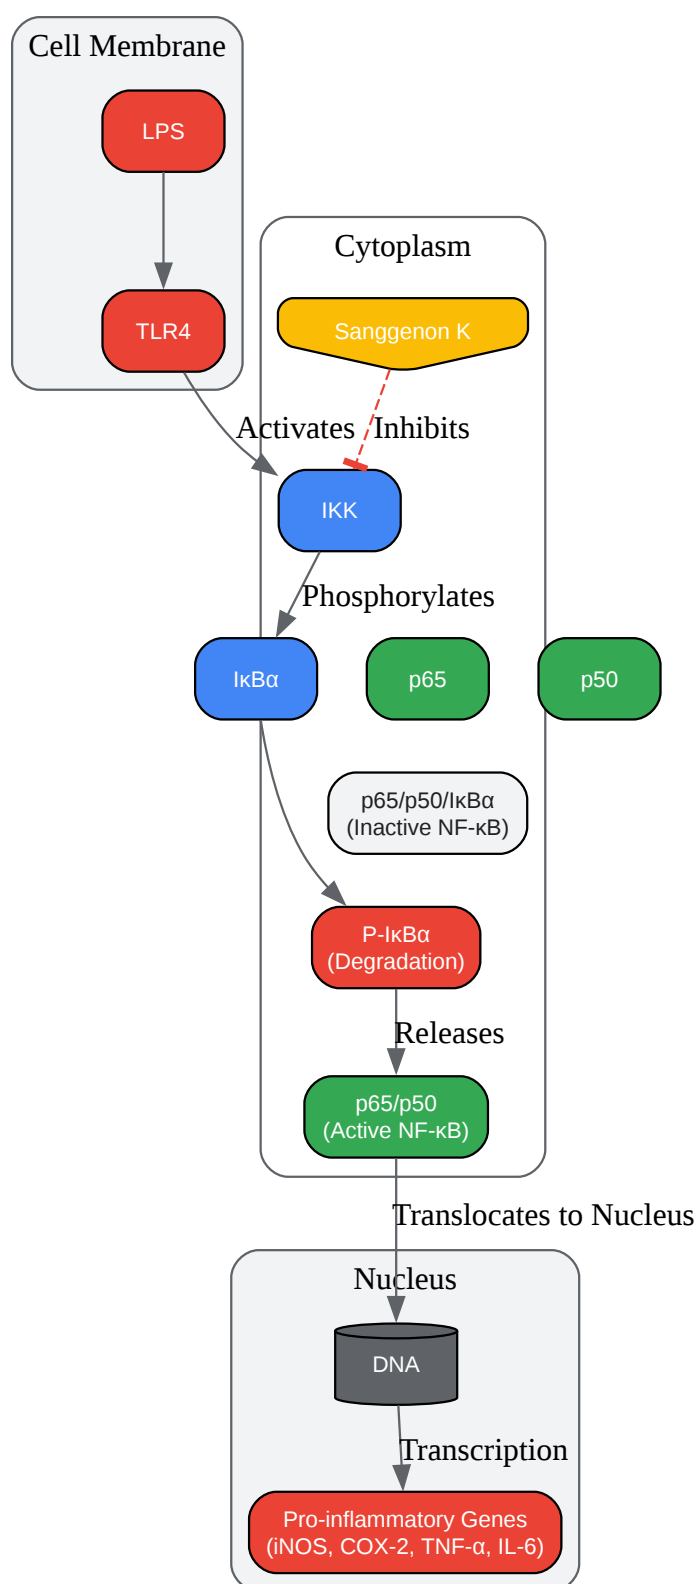 Cell Membrane
LPS
TLR4
Cytoplasm
Sanggenon K
Activates
Inhibits
IKK
Phosphorylates
IκBα
p65
p50
p65/p50/IκBα
(Inactive NF-κB)
P-IκBα
(Degradation)
Releases
p65/p50
(Active NF-κB)
Translocates to Nucleus
Nucleus
DNA
Transcription
Pro-inflammatory Genes
(iNOS, COX-2, TNF-α, IL-6)